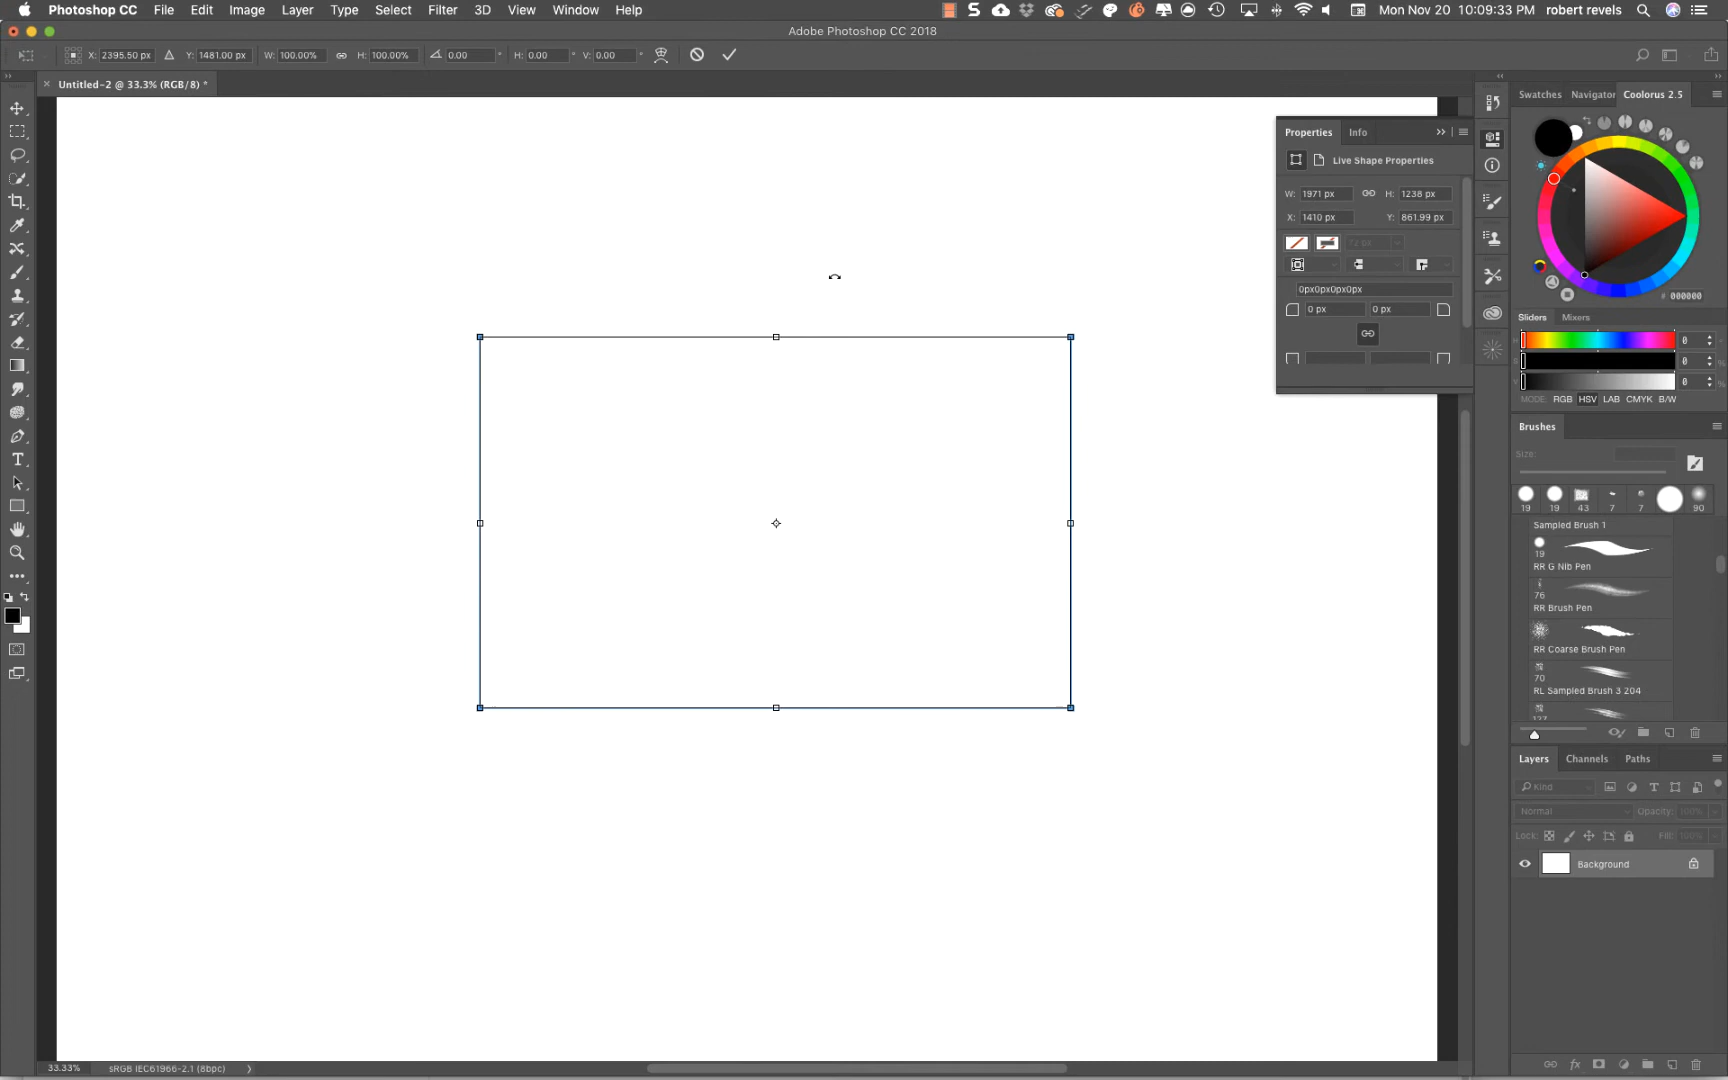 Photoshop CC File Edit Image Layer Type Select Filter 3D View Window Help Mon Nov 20 10:09:33 PM robert revels
Adobe Photoshop CC 2018
X: 2395.50 px Y: 1481.00 px W: 100.00% H: 100.00% 0.00 ° H: 0.00 ° V: 0.00 °
Untitled-2 @ 33.3% (RGB/8) *
Swatches Navigator Coolorus 2.5
Properties Info
Live Shape Properties
W: 1971 px H: 1238 px
X: 1410 px Y: 861.99 px
72 px
0px0px0px0px
0 px 0 px
# 000000
Sliders Mixers
0
0
0
MODE: RGB HSV LAB CMYK B/W
Brushes
Size:
19 19 43 7 7 90
Sampled Brush 1
19
RR G Nib Pen
76
RR Brush Pen
RR Coarse Brush Pen
70
RL Sampled Brush 3 204
127
Layers Channels Paths
Kind
Normal Opacity: 100%
Lock: Fill: 100%
Background
fx
33.33% sRGB IEC61966-2.1 (8bpc)